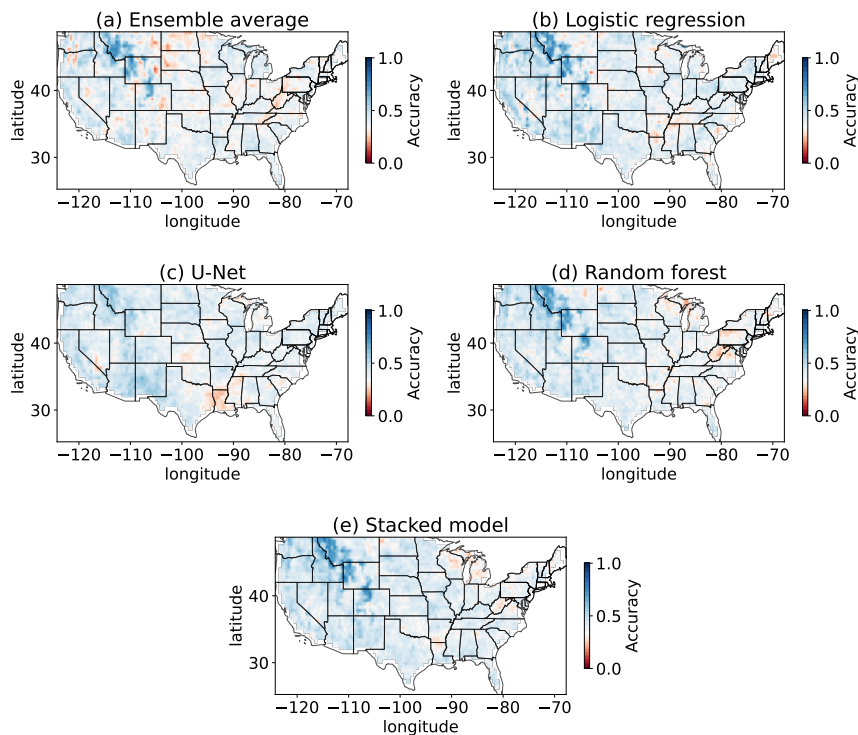 (a) Ensemble average
latitude
40
30
−120 −110 −100 −90 −80 −70
longitude
1.0
0.5
0.0
Accuracy
(b) Logistic regression
latitude
40
30
−120 −110 −100 −90 −80 −70
longitude
1.0
0.5
0.0
Accuracy
(c) U-Net
latitude
40
30
−120 −110 −100 −90 −80 −70
longitude
1.0
0.5
0.0
Accuracy
(d) Random forest
latitude
40
30
−120 −110 −100 −90 −80 −70
longitude
1.0
0.5
0.0
Accuracy
(e) Stacked model
latitude
40
30
−120 −110 −100 −90 −80 −70
longitude
1.0
0.5
0.0
Accuracy